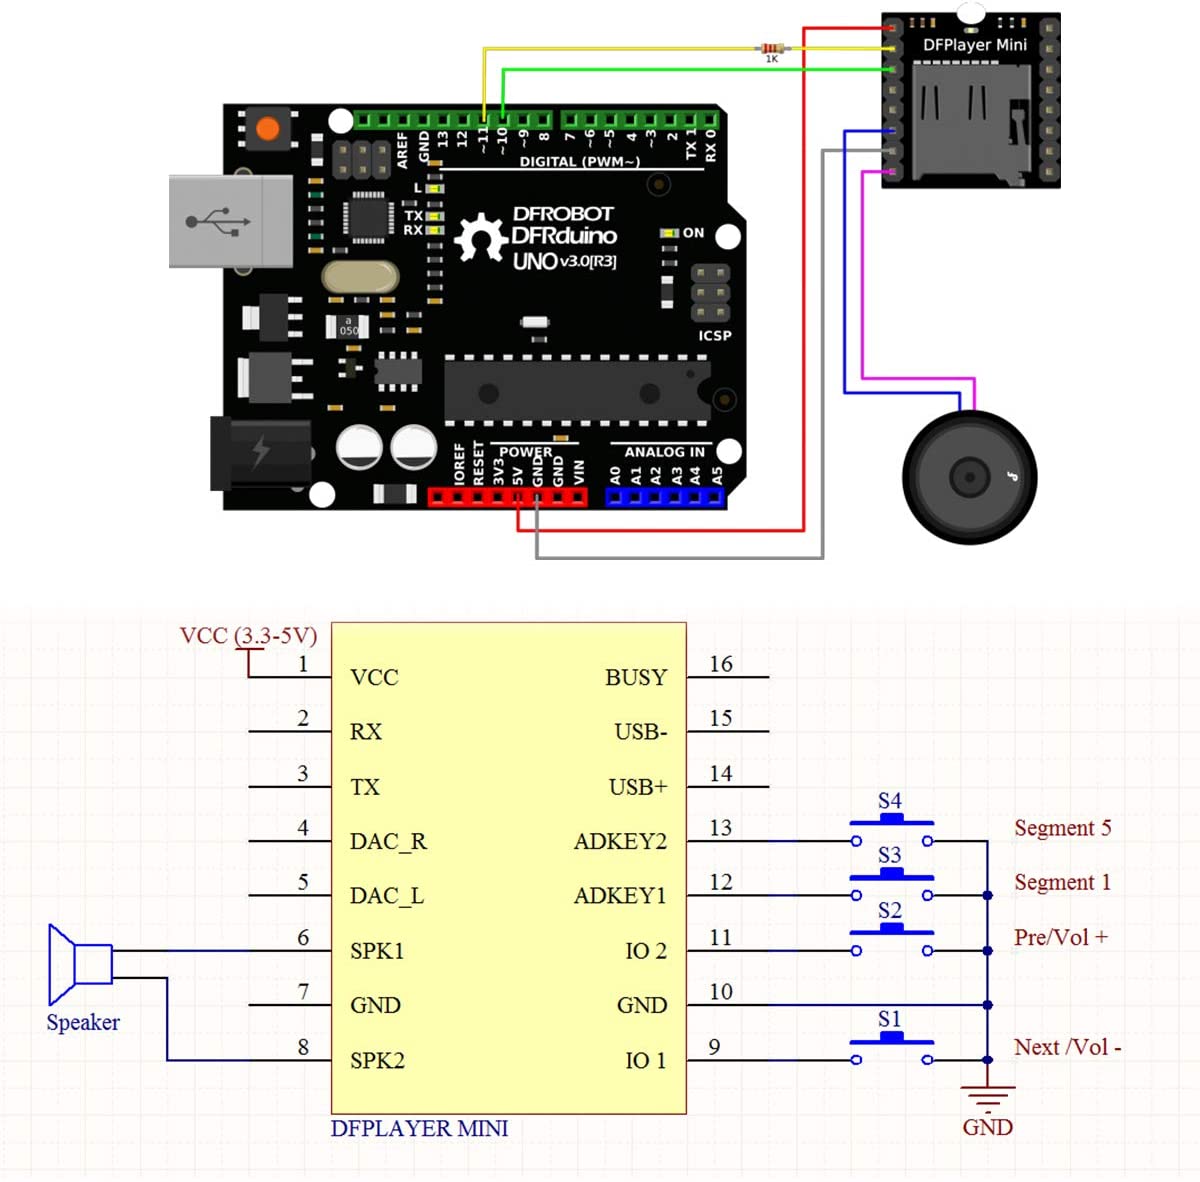 DFPlayer Mini
1K
AREF
GND
13
12
~11
~10
~9
8
7
~6
~5
4
~3
2
TX 1
RX 0
DIGITAL (PWM~)
L
TX
RX
DFROBOT
DFRduino
UNO v3.0[R3]
ON
ICSP
a
050
POWER
ANALOG IN
IOREF
RESET
3V3
5V
GND
GND
VIN
A0
A1
A2
A3
A4
A5
VCC (3.3-5V)
1 VCC BUSY 16
2 RX USB- 15
3 TX USB+ 14
4 DAC_R ADKEY2 13 S4 Segment 5
5 DAC_L ADKEY1 12 S3 Segment 1
6 SPK1 IO 2 11 S2 Pre/Vol +
7 GND GND 10
8 SPK2 IO 1 9 S1 Next /Vol -
Speaker
GND
DFPLAYER MINI